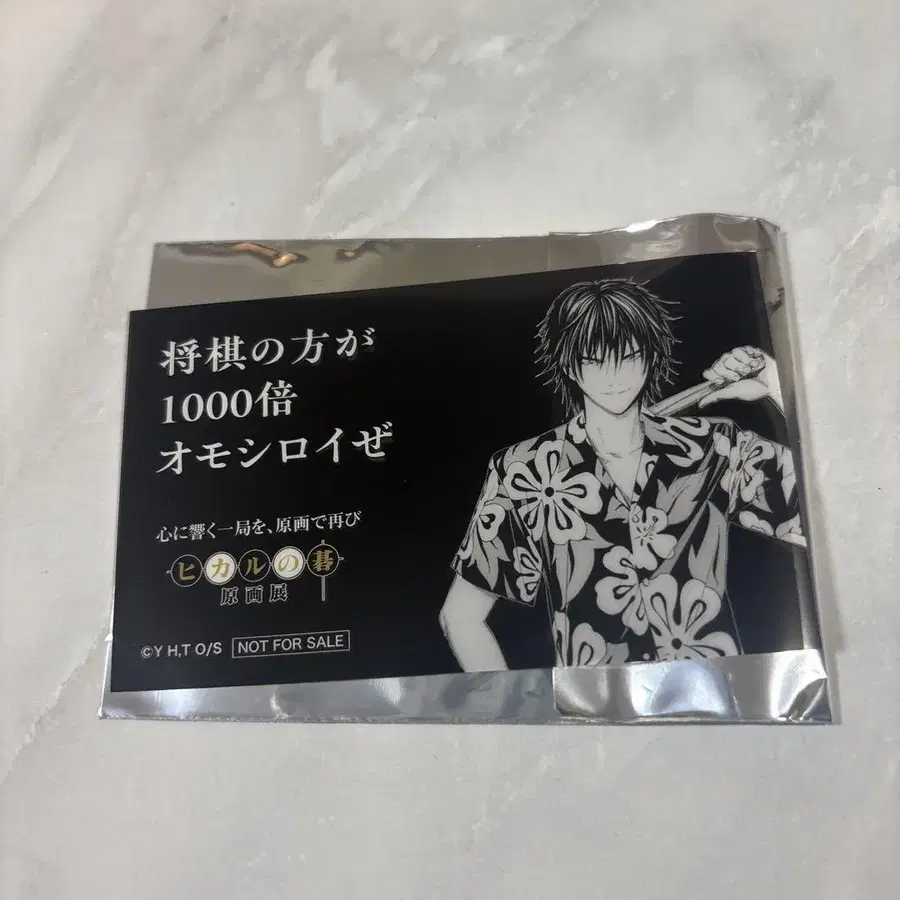 将棋の方が
1000倍
オモシロイぜ
心に響く一局を、原画で再び
ヒカルの碁
原画展
©Y H,T O/S NOT FOR SALE